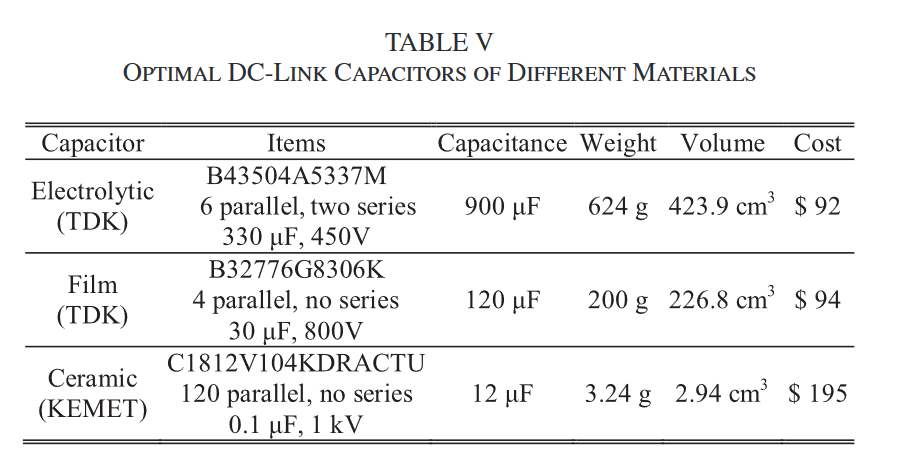 TABLE V
OPTIMAL DC-LINK CAPACITORS OF DIFFERENT MATERIALS
Capacitor Items Capacitance Weight Volume Cost
Electrolytic (TDK) B43504A5337M 6 parallel, two series 330 μF, 450V 900 μF 624 g 423.9 cm³ $ 92
Film (TDK) B32776G8306K 4 parallel, no series 30 μF, 800V 120 μF 200 g 226.8 cm³ $ 94
Ceramic (KEMET) C1812V104KDRACTU 120 parallel, no series 0.1 μF, 1 kV 12 μF 3.24 g 2.94 cm³ $ 195